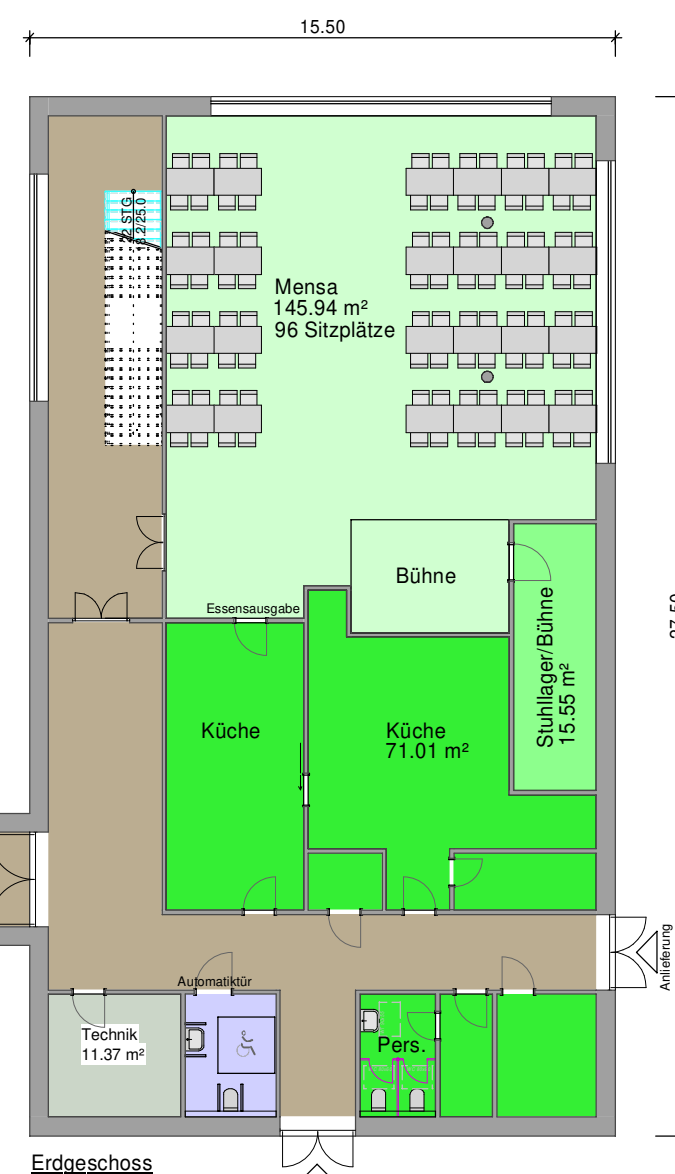 15.50
Mensa
145.94 m²
96 Sitzplätze
Bühne
Essensausgabe
Stuhllager/Bühne
15.55 m²
Küche
Küche
71.01 m²
Anlieferung
Automatiktür
Technik
11.37 m²
Pers.
Erdgeschoss